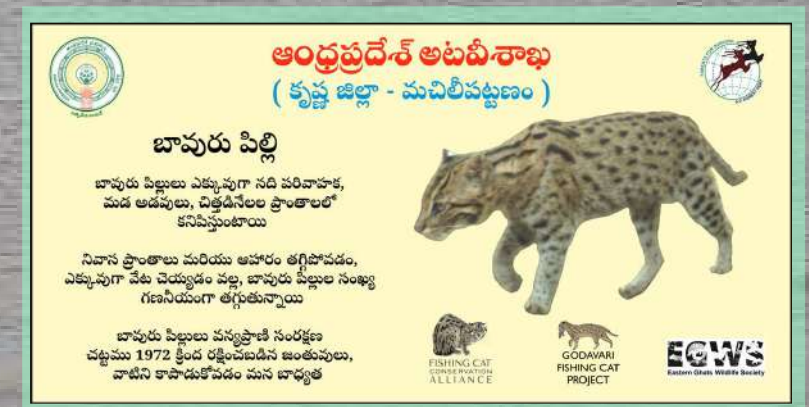 ఆంధ్రప్రదేశ్ అటవీశాఖ
( కృష్ణ జిల్లా - మచిలీపట్టణం )
బావురు పిల్లి
బావురు పిల్లులు ఎక్కువుగా నది పరివాహక,
మడ అడవులు, చిత్తడినేలల ప్రాంతాలలో
కనిపిస్తుంటాయి
నివాస ప్రాంతాలు మరియు ఆహారం తగ్గిపోవడం,
ఎక్కువుగా వేట చెయ్యడం వల్ల, బావురు పిల్లుల సంఖ్య
గణనీయంగా తగ్గుతున్నాయి
బావురు పిల్లులు వన్యప్రాణి సంరక్షణ
చట్టము 1972 క్రింద రక్షించబడిన జంతువులు,
వాటిని కాపాడుకోవడం మన బాధ్యత
FISHING CAT
CONSERVATION
ALLIANCE
GODAVARI
FISHING CAT
PROJECT
EGWS
Eastern Ghats Wildlife Society